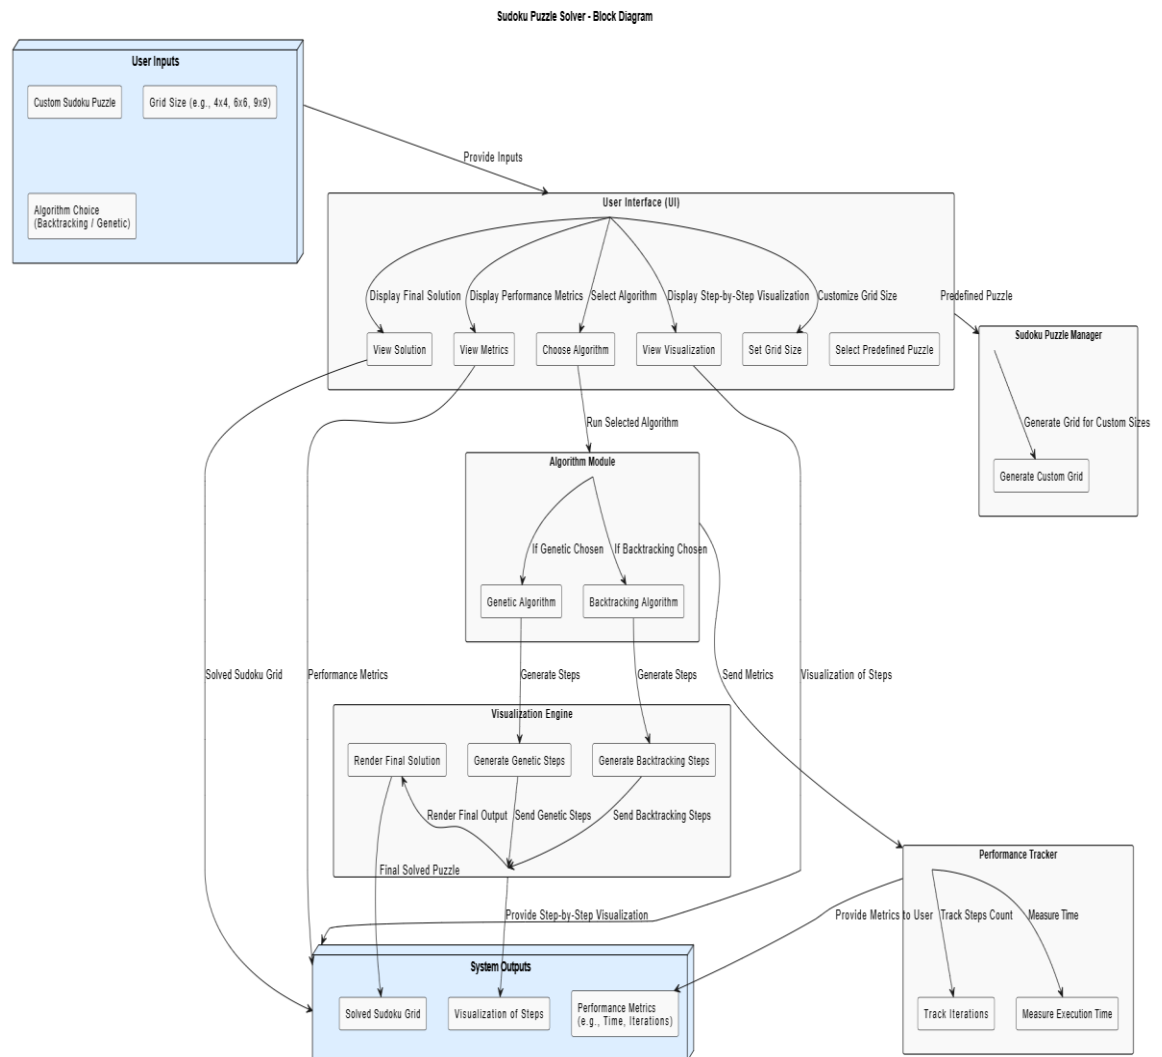 Sudoku Puzzle Solver - Block Diagram
User Inputs
Custom Sudoku Puzzle
Grid Size (e.g., 4x4, 6x6, 9x9)
Algorithm Choice
(Backtracking / Genetic)
Provide Inputs
User Interface (UI)
Display Final Solution
Display Performance Metrics
Select Algorithm
Display Step-by-Step Visualization
Customize Grid Size
Predefined Puzzle
View Solution
View Metrics
Choose Algorithm
View Visualization
Set Grid Size
Select Predefined Puzzle
Sudoku Puzzle Manager
Generate Grid for Custom Sizes
Generate Custom Grid
Run Selected Algorithm
Algorithm Module
If Genetic Chosen
If Backtracking Chosen
Genetic Algorithm
Backtracking Algorithm
Solved Sudoku Grid
Performance Metrics
Generate Steps
Generate Steps
Send Metrics
Visualization of Steps
Visualization Engine
Render Final Solution
Generate Genetic Steps
Generate Backtracking Steps
Render Final Output
Send Genetic Steps
Send Backtracking Steps
Final Solved Puzzle
Provide Step-by-Step Visualization
Performance Tracker
Provide Metrics to User
Track Steps Count
Measure Time
Track Iterations
Measure Execution Time
System Outputs
Solved Sudoku Grid
Visualization of Steps
Performance Metrics
(e.g., Time, Iterations)